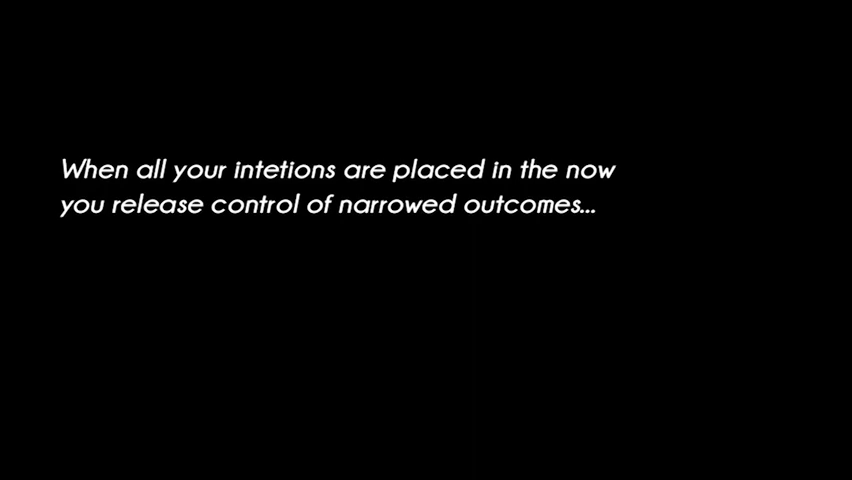 When all your intetions are placed in the now
you release control of narrowed outcomes...